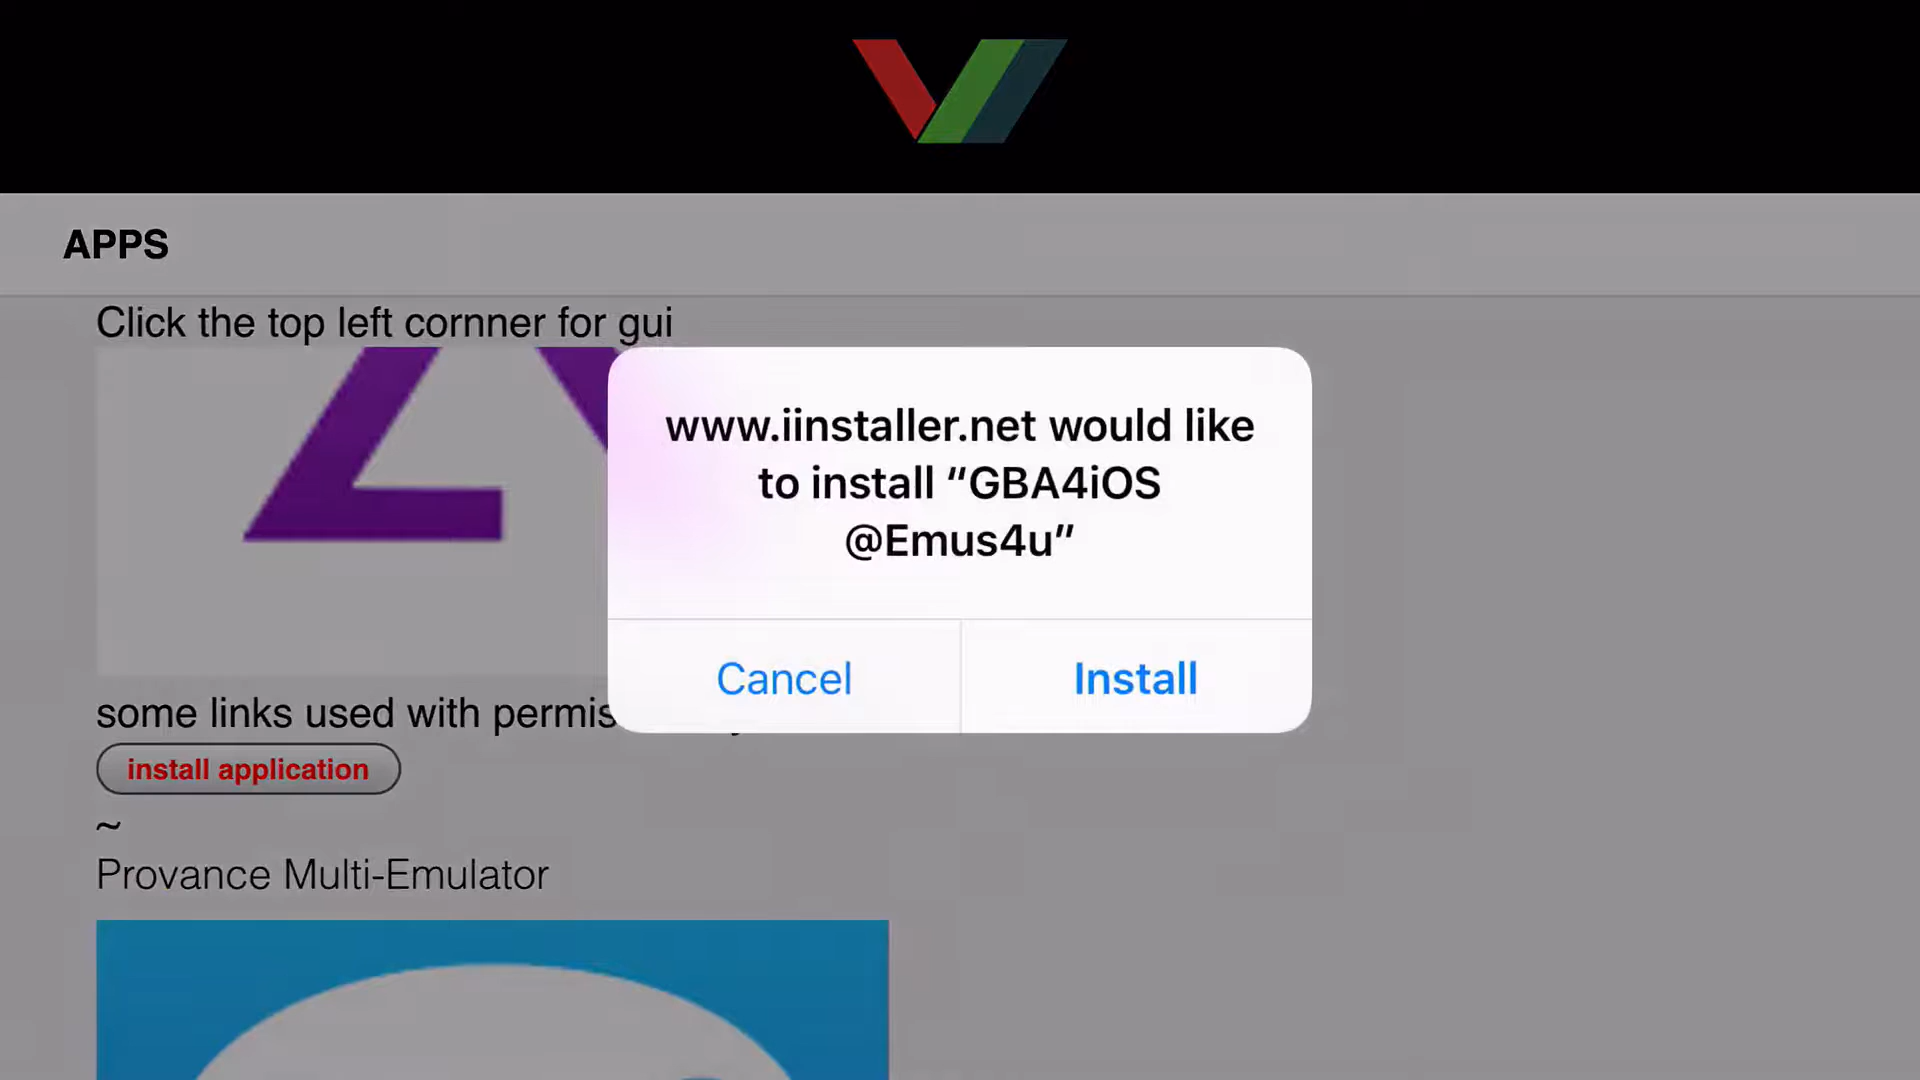 APPS
Click the top left cornner for gui
www.iinstaller.net would like
to install “GBA4iOS
@Emus4u”
Cancel
Install
some links used with
install application
~
Provance Multi-Emulator